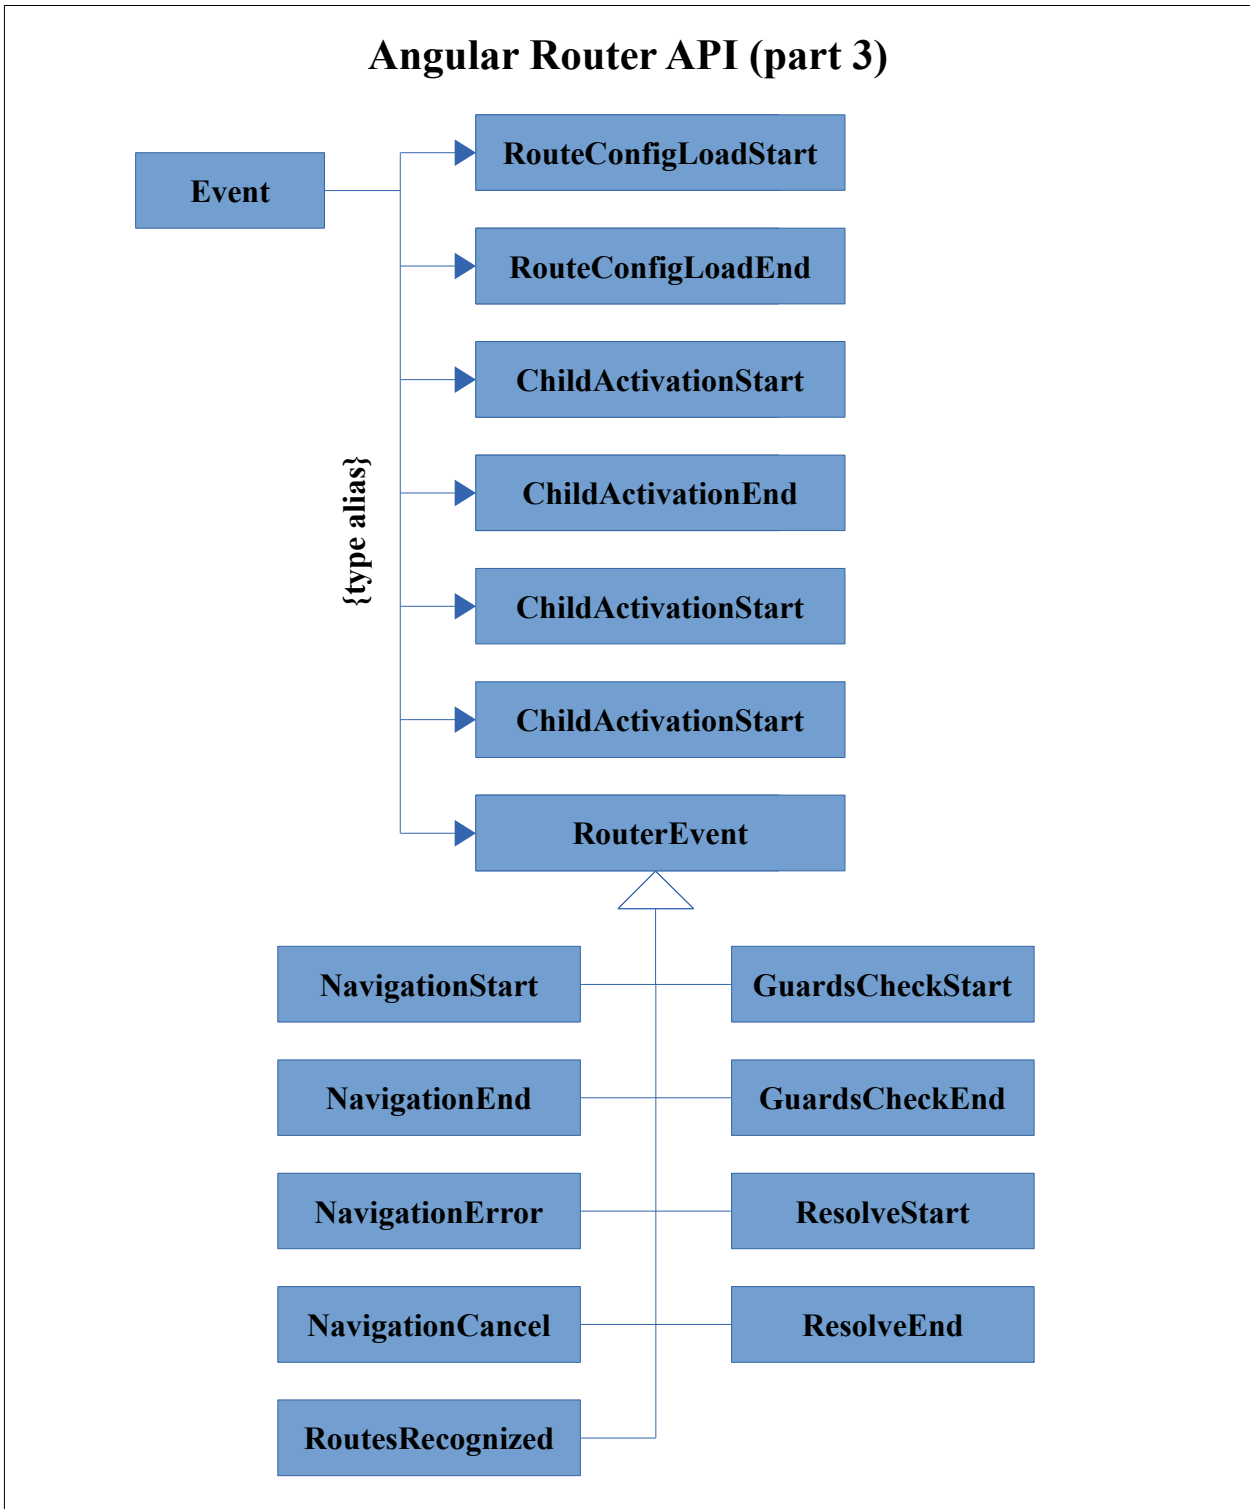 Angular Router API (part 3)
Event
RouteConfigLoadStart
RouteConfigLoadEnd
ChildActivationStart
{type alias}
ChildActivationEnd
ChildActivationStart
ChildActivationStart
RouterEvent
NavigationStart
GuardsCheckStart
NavigationEnd
GuardsCheckEnd
NavigationError
ResolveStart
NavigationCancel
ResolveEnd
RoutesRecognized